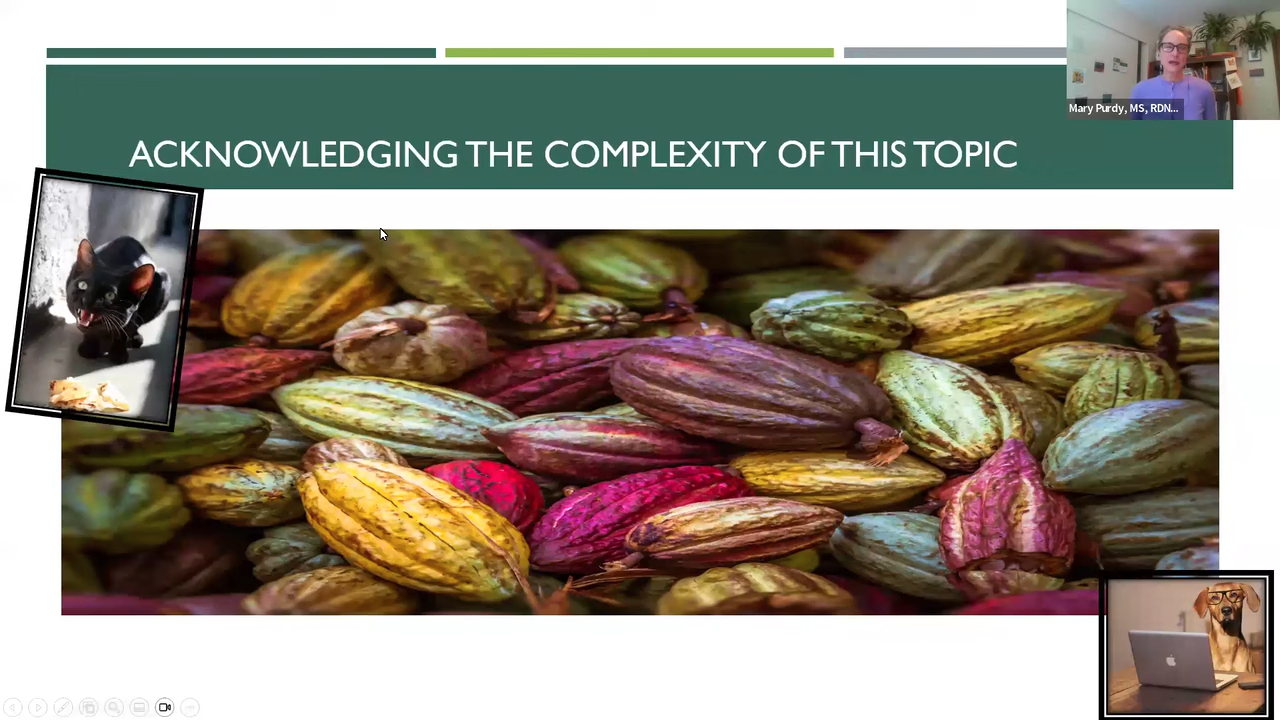 Mary Purdy, MS, RDN...
ACKNOWLEDGING THE COMPLEXITY OF THIS TOPIC